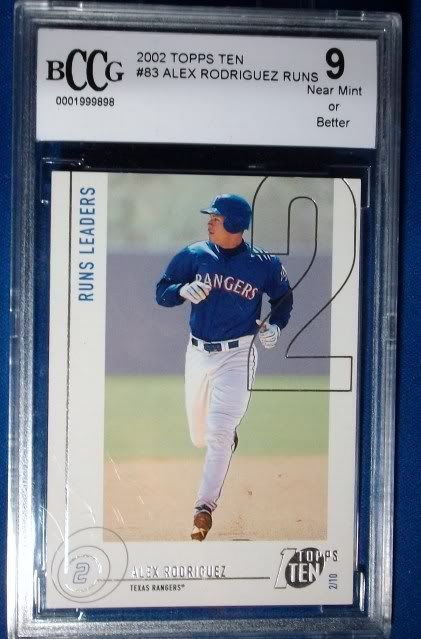 BCCG
0001999898
2002 TOPPS TEN
#83 ALEX RODRIGUEZ RUNS
9
Near Mint
or
Better
RUNS LEADERS
2
RANGERS
2
ALEX RODRIGUEZ
TEXAS RANGERS™
TOPPS
TEN
2/10